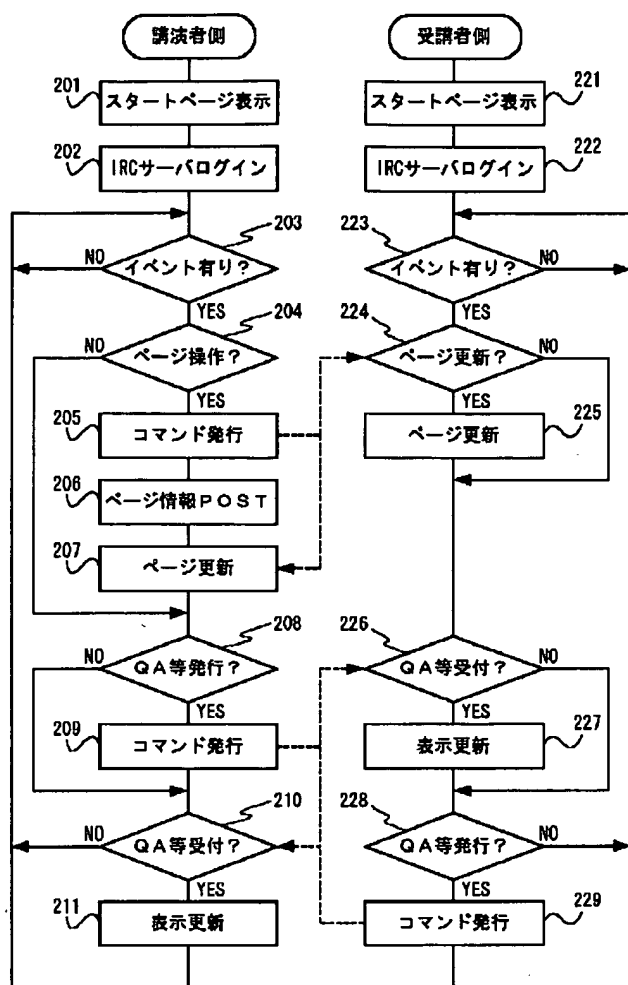 講演者側
受講者側
201
スタートページ表示
221
スタートページ表示
202
IRCサーバログイン
222
IRCサーバログイン
203
イベント有り?
NO
YES
223
イベント有り?
NO
YES
204
ページ操作?
NO
YES
224
ページ更新?
NO
YES
205
コマンド発行
225
ページ更新
206
ページ情報POST
207
ページ更新
208
QA等発行?
NO
YES
226
QA等受付?
NO
YES
209
コマンド発行
227
表示更新
210
QA等受付?
NO
YES
228
QA等発行?
NO
YES
211
表示更新
229
コマンド発行